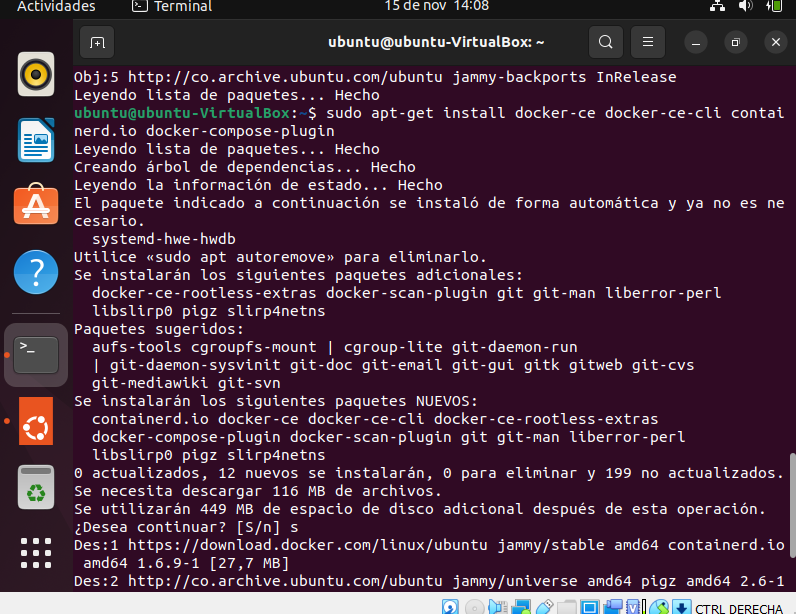 Actividades
Terminal
15 de nov 14:08
ubuntu@ubuntu-VirtualBox: ~
Obj:5 http://co.archive.ubuntu.com/ubuntu jammy-backports InRelease
Leyendo lista de paquetes... Hecho
ubuntu@ubuntu-VirtualBox:~$ sudo apt-get install docker-ce docker-ce-cli contai
nerd.io docker-compose-plugin
Leyendo lista de paquetes... Hecho
Creando árbol de dependencias... Hecho
Leyendo la información de estado... Hecho
El paquete indicado a continuación se instaló de forma automática y ya no es ne
cesario.
systemd-hwe-hwdb
Utilice «sudo apt autoremove» para eliminarlo.
Se instalarán los siguientes paquetes adicionales:
docker-ce-rootless-extras docker-scan-plugin git git-man liberror-perl
libslirp0 pigz slirp4netns
Paquetes sugeridos:
aufs-tools cgroupfs-mount | cgroup-lite git-daemon-run
| git-daemon-sysvinit git-doc git-email git-gui gitk gitweb git-cvs
git-mediawiki git-svn
Se instalarán los siguientes paquetes NUEVOS:
containerd.io docker-ce docker-ce-cli docker-ce-rootless-extras
docker-compose-plugin docker-scan-plugin git git-man liberror-perl
libslirp0 pigz slirp4netns
0 actualizados, 12 nuevos se instalarán, 0 para eliminar y 199 no actualizados.
Se necesita descargar 116 MB de archivos.
Se utilizarán 449 MB de espacio de disco adicional después de esta operación.
¿Desea continuar? [S/n] s
Des:1 https://download.docker.com/linux/ubuntu jammy/stable amd64 containerd.io
amd64 1.6.9-1 [27,7 MB]
Des:2 http://co.archive.ubuntu.com/ubuntu jammy/universe amd64 pigz amd64 2.6-1
CTRL DERECHA